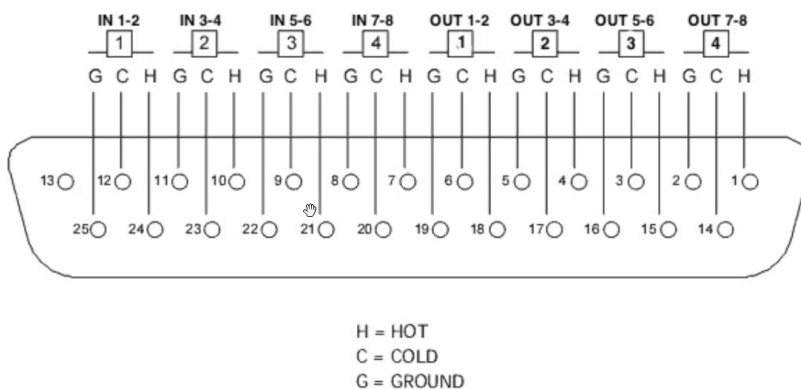 IN 1-2 IN 3-4 IN 5-6 IN 7-8 OUT 1-2 OUT 3-4 OUT 5-6 OUT 7-8
1 2 3 4 1 2 3 4
G C H G C H G C H G C H G C H G C H G C H G C H
13 12 11 10 9 8 7 6 5 4 3 2 1
25 24 23 22 21 20 19 18 17 16 15 14
H = HOT
C = COLD
G = GROUND